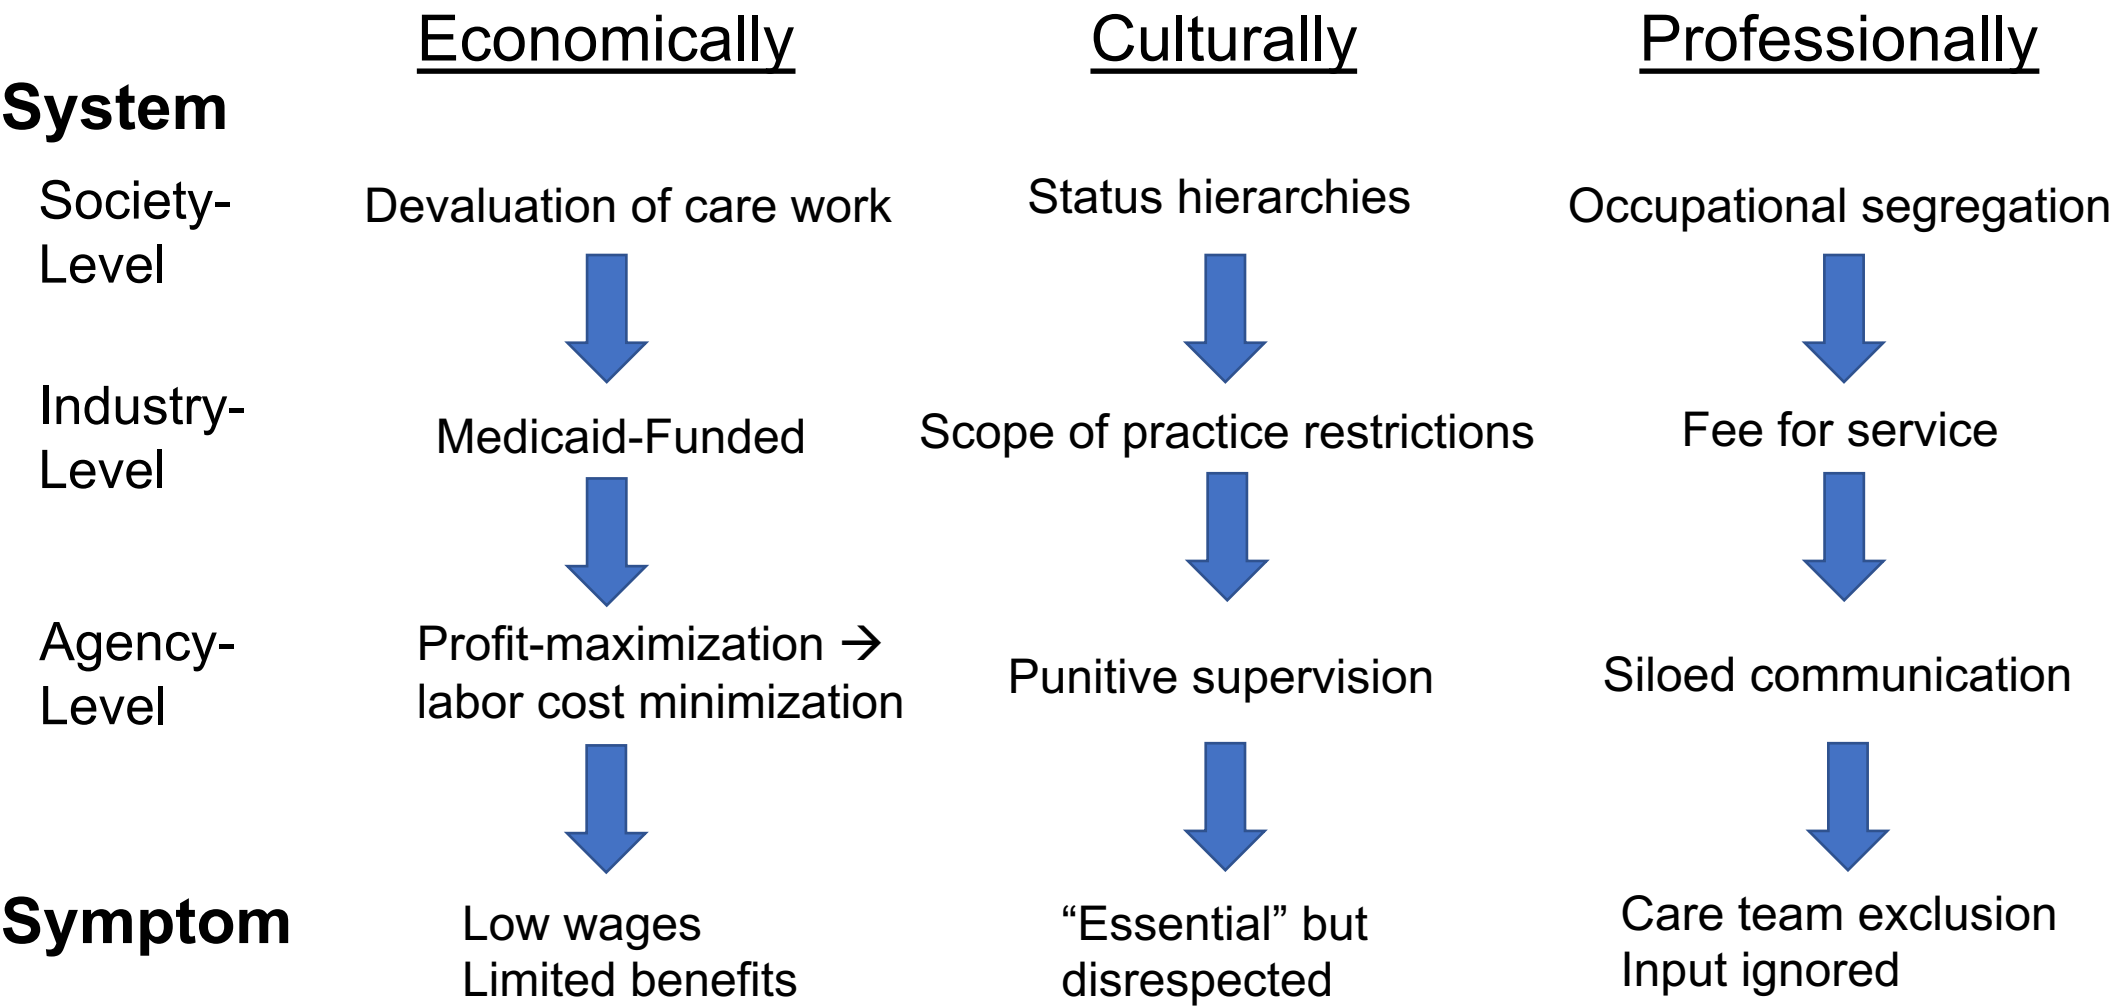 Economically
Culturally
Professionally
System
Society-
Level
Devaluation of care work
Status hierarchies
Occupational segregation
Industry-
Level
Medicaid-Funded
Scope of practice restrictions
Fee for service
Agency-
Level
Profit-maximization →
labor cost minimization
Punitive supervision
Siloed communication
Symptom
Low wages
Limited benefits
“Essential” but
disrespected
Care team exclusion
Input ignored